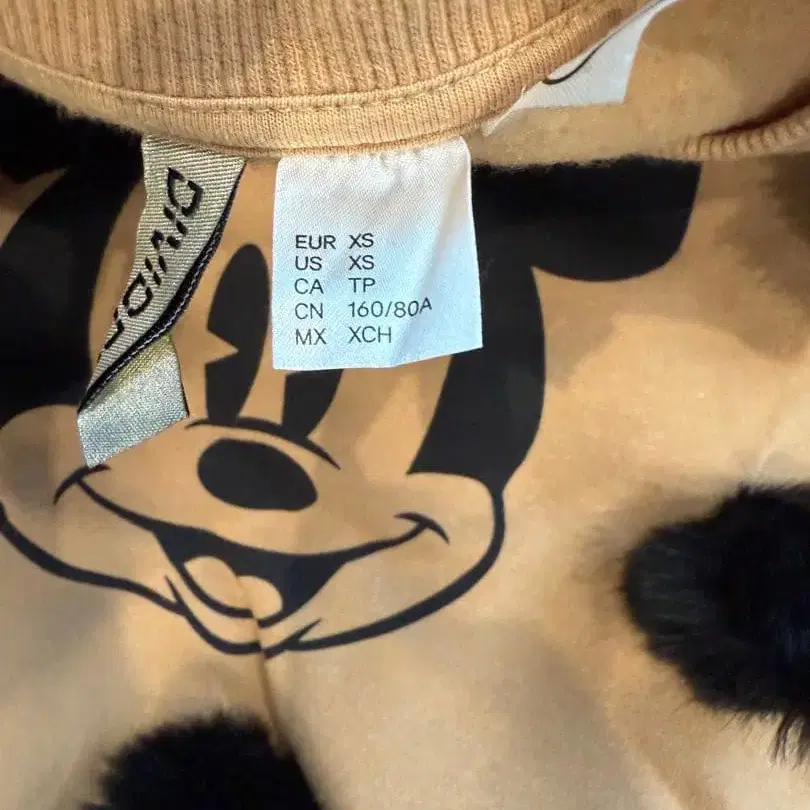 EUR XS
US XS
CA TP
CN 160/80A
MX XCH